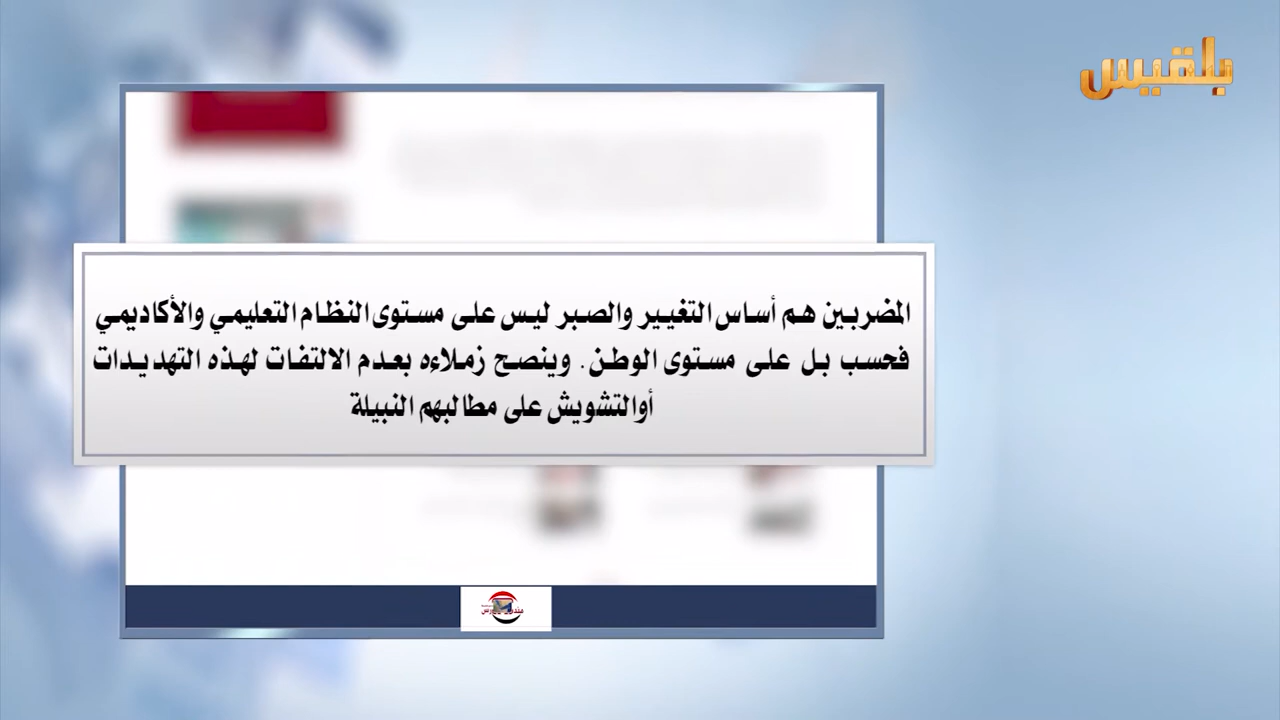 بلقيس
المضربين هم أساس التغيير والصبر ليس على مستوى النظام التعليمي والأكاديمي
فحسب بل على مستوى الوطن. وينصح زملاءه بعدم الالتفات لهذه التهديدات
أوالتشويش على مطالبهم النبيلة